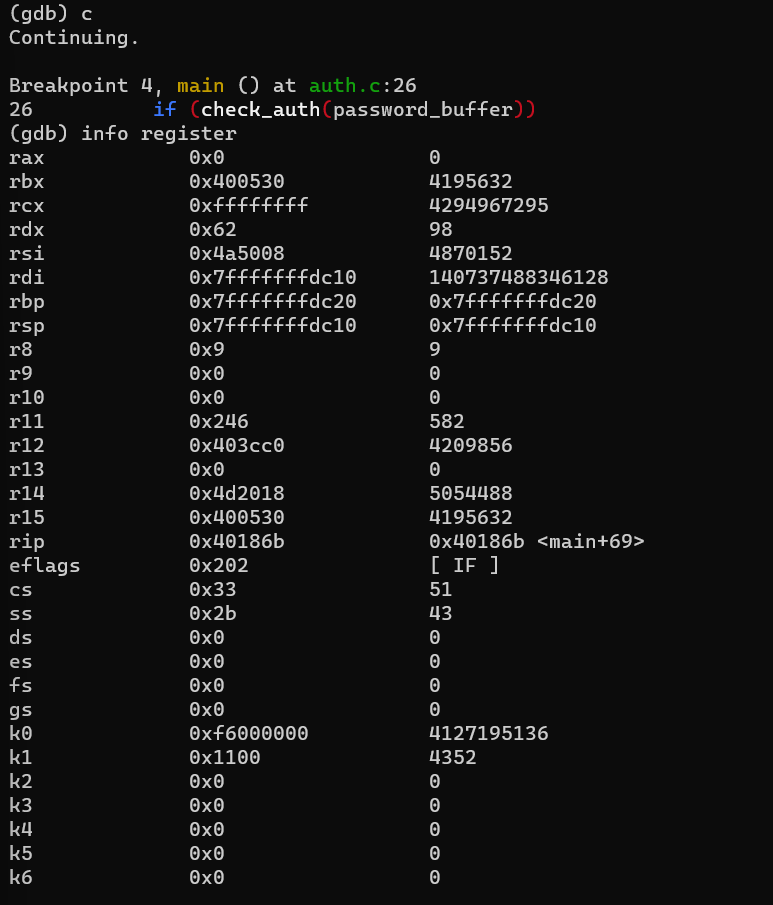 (gdb) c
Continuing.
Breakpoint 4, main () at auth.c:26
26          if (check_auth(password_buffer))
(gdb) info register
rax            0x0                 0
rbx            0x400530            4195632
rcx            0xffffffff          4294967295
rdx            0x62                98
rsi            0x4a5008            4870152
rdi            0x7fffffffdc10      140737488346128
rbp            0x7fffffffdc20      0x7fffffffdc20
rsp            0x7fffffffdc10      0x7fffffffdc10
r8             0x9                 9
r9             0x0                 0
r10            0x0                 0
r11            0x246               582
r12            0x403cc0            4209856
r13            0x0                 0
r14            0x4d2018            5054488
r15            0x400530            4195632
rip            0x40186b            0x40186b <main+69>
eflags         0x202               [ IF ]
cs             0x33                51
ss             0x2b                43
ds             0x0                 0
es             0x0                 0
fs             0x0                 0
gs             0x0                 0
k0             0xf6000000          4127195136
k1             0x1100              4352
k2             0x0                 0
k3             0x0                 0
k4             0x0                 0
k5             0x0                 0
k6             0x0                 0